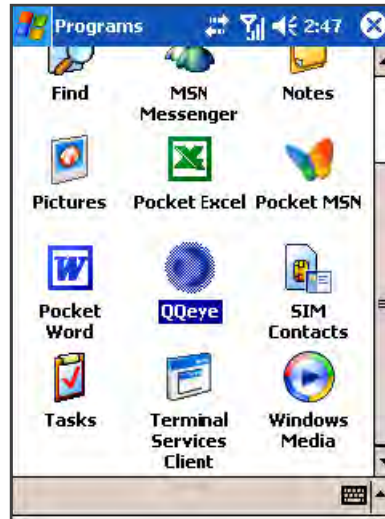 Programs 2:47
Find MSN Messenger Notes
Pictures Pocket Excel Pocket MSN
Pocket Word QQeye SIM Contacts
Tasks Terminal Services Client Windows Media